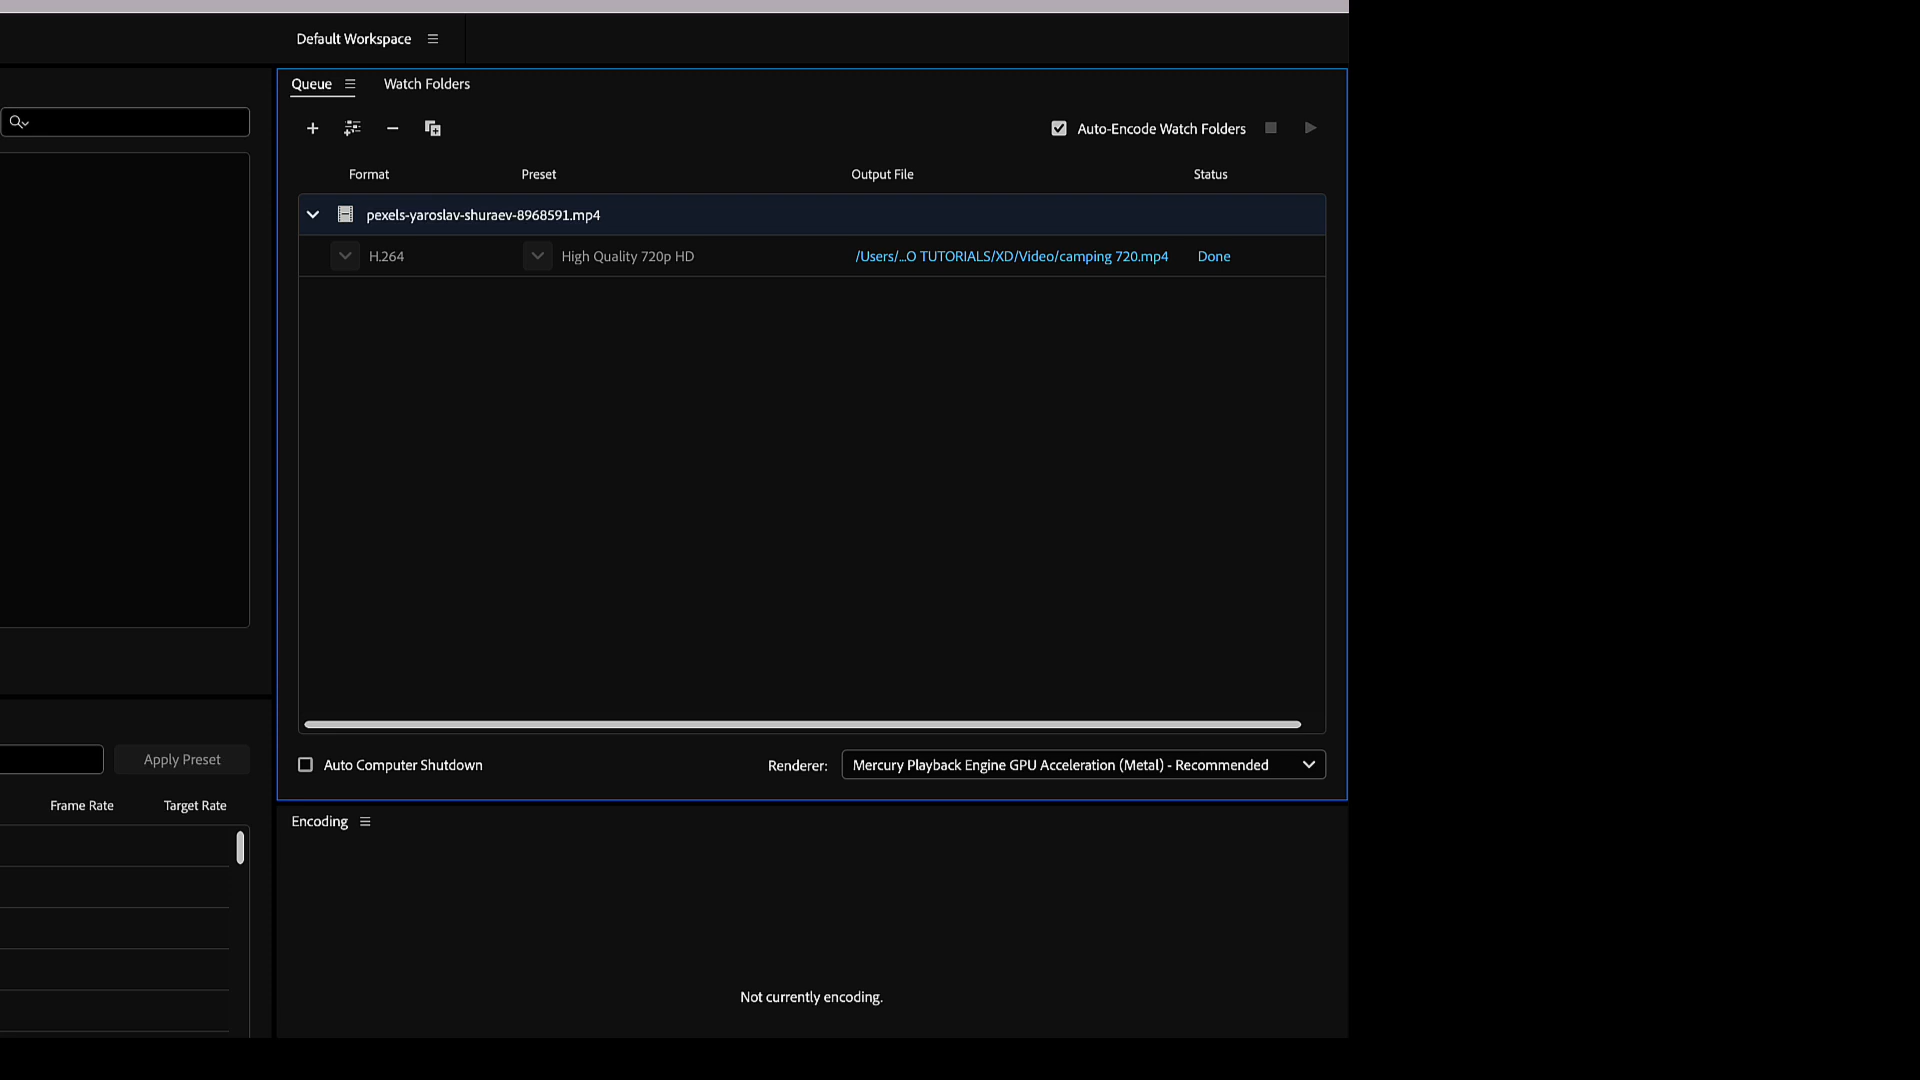 Default Workspace
Queue
Watch Folders
Auto-Encode Watch Folders
Format Preset Output File Status
pexels-yaroslav-shuraev-8968591.mp4
H.264 High Quality 720p HD /Users/...O TUTORIALS/XD/Video/camping 720.mp4 Done
Apply Preset
Auto Computer Shutdown
Renderer: Mercury Playback Engine GPU Acceleration (Metal) - Recommended
Frame Rate Target Rate
Encoding
Not currently encoding.